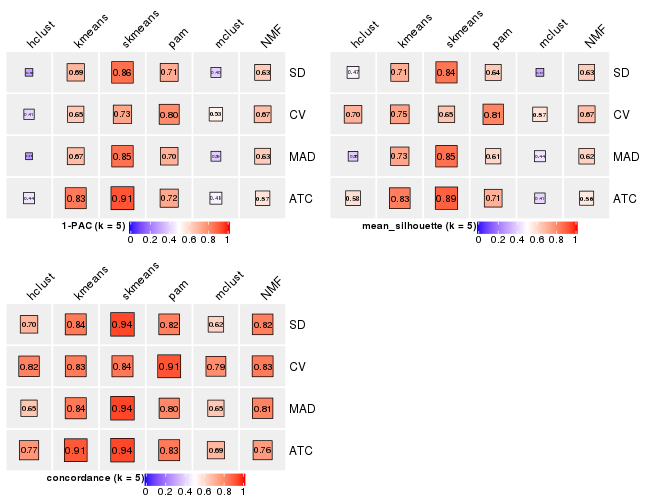 hclust kmeans skmeans pam mclust NMF
0.69 0.86 0.71 0.63 SD
0.41 0.65 0.73 0.80 0.53 0.67 CV
0.67 0.85 0.70 0.63 MAD
0.44 0.83 0.91 0.72 0.48 0.57 ATC
1-PAC (k = 5)
0 0.2 0.4 0.6 0.8 1
hclust kmeans skmeans pam mclust NMF
0.47 0.71 0.84 0.64 0.63 SD
0.70 0.75 0.65 0.81 0.57 0.67 CV
0.73 0.85 0.61 0.44 0.62 MAD
0.58 0.83 0.89 0.71 0.41 0.56 ATC
mean_silhouette (k = 5)
0 0.2 0.4 0.6 0.8 1
hclust kmeans skmeans pam mclust NMF
0.70 0.84 0.94 0.82 0.62 0.82 SD
0.82 0.83 0.84 0.91 0.79 0.83 CV
0.65 0.84 0.94 0.80 0.65 0.81 MAD
0.77 0.91 0.94 0.83 0.69 0.76 ATC
concordance (k = 5)
0 0.2 0.4 0.6 0.8 1